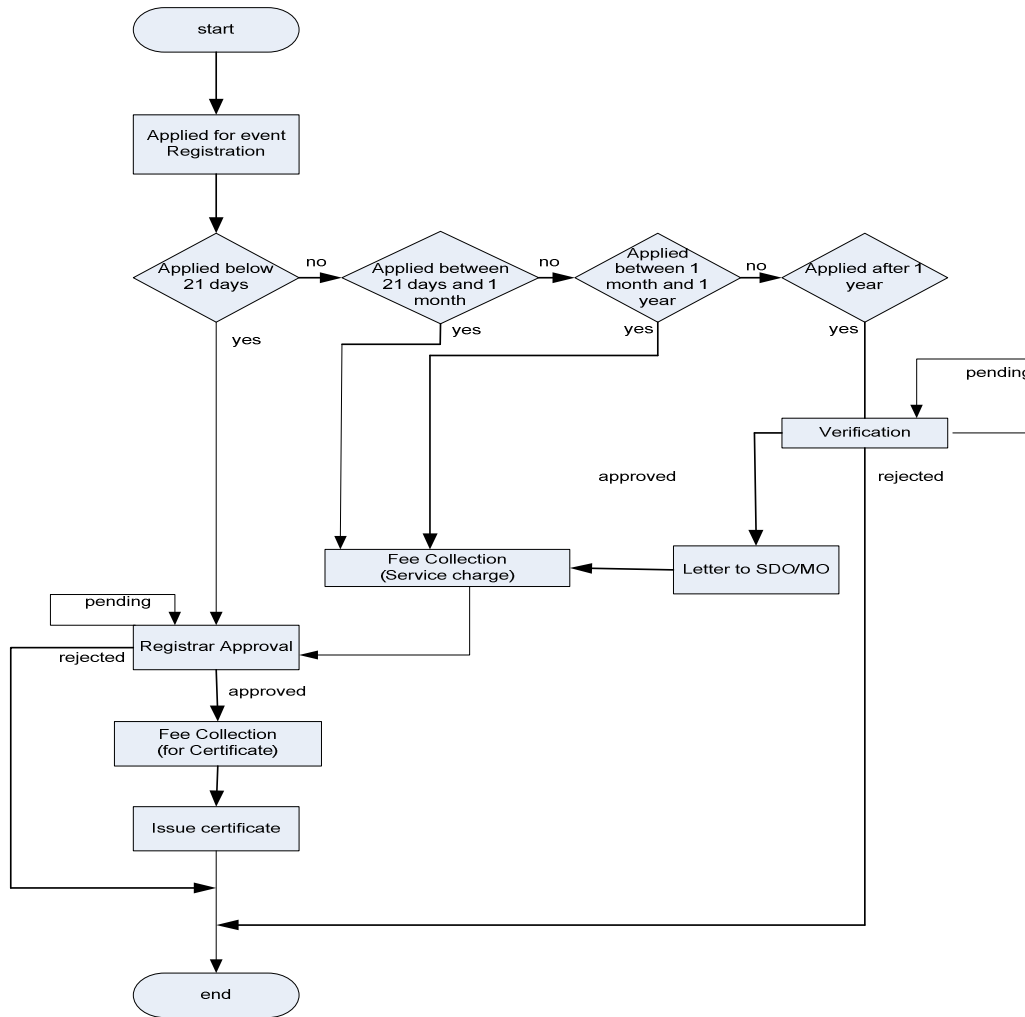 start
Applied for event
Registration
Applied below
21 days
no
Applied between
21 days and 1
month
no
Applied
between 1
month and 1
year
no
Applied after 1
year
yes
yes
yes
yes
pending
Verification
approved
rejected
Fee Collection
(Service charge)
Letter to SDO/MO
pending
Registrar Approval
rejected
approved
Fee Collection
(for Certificate)
Issue certificate
end